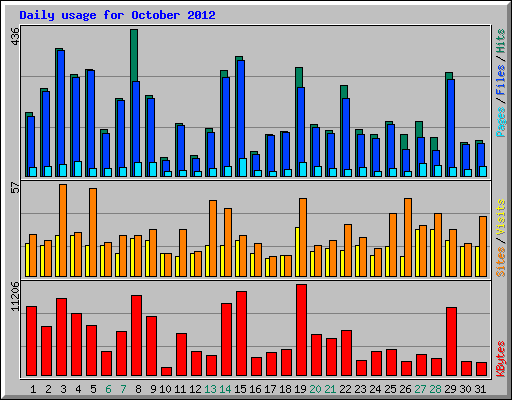 Daily usage for October 2012
436
Pages / Files / Hits
57
Sites / Visits
11206
KBytes
1 2 3 4 5 6 7 8 9 10 11 12 13 14 15 16 17 18 19 20 21 22 23 24 25 26 27 28 29 30 31